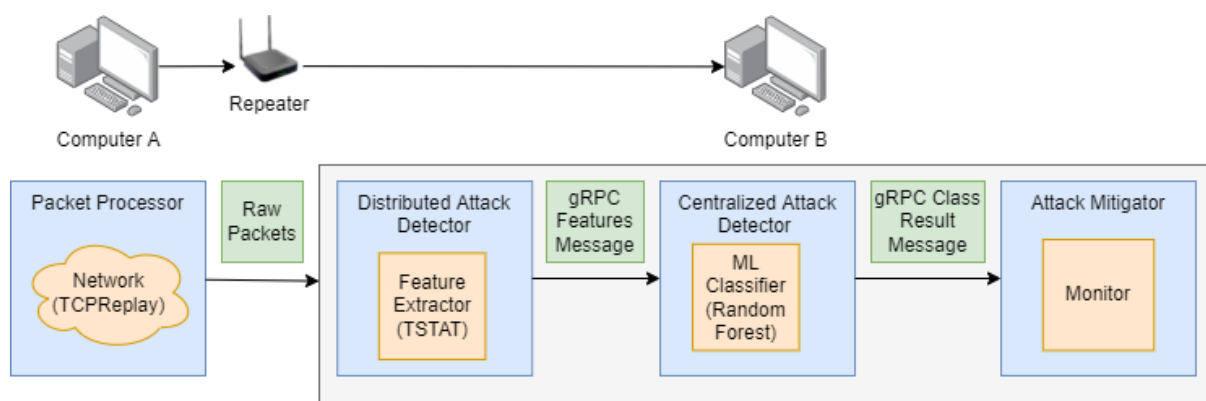 Repeater
Computer A
Computer B
Packet Processor
Network
(TCPReplay)
Raw
Packets
Distributed Attack
Detector
Feature
Extractor
(TSTAT)
gRPC
Features
Message
Centralized Attack
Detector
ML
Classifier
(Random
Forest)
gRPC Class
Result
Message
Attack Mitigator
Monitor